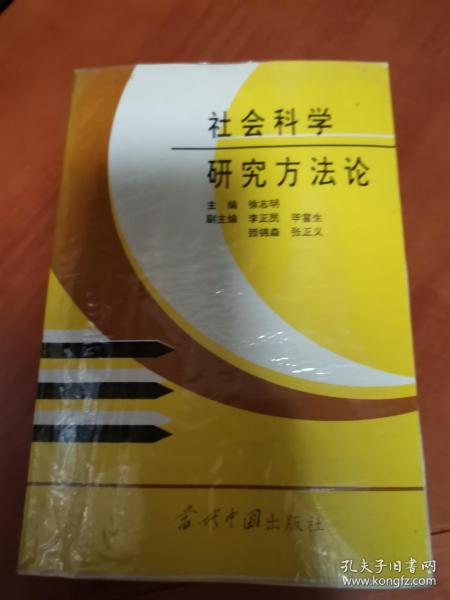 社会科学
研究方法论
主 编 徐志明
副主编 李正民 毕富生
顾锦森 张正义
当代中国出版社
孔夫子旧书网
www.kongfz.com